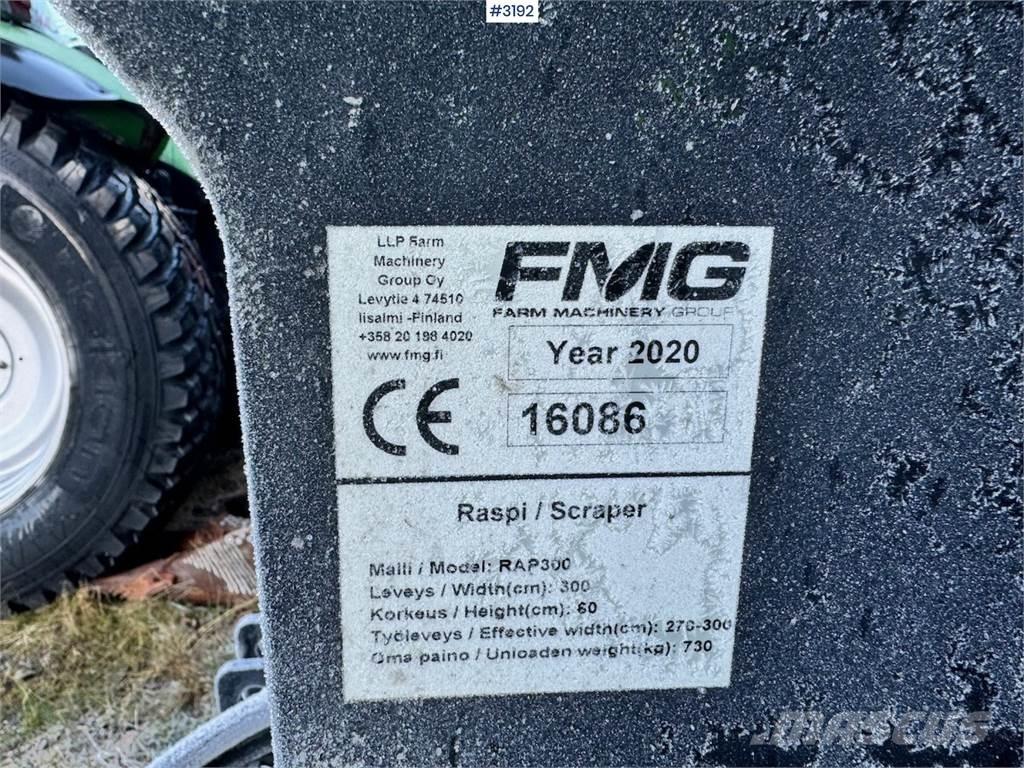 #3192
LLP Farm
Machinery
Group Oy
Levytie 4 74510
Iisalmi -Finland
+358 20 198 4020
www.fmg.fi
FMG
FARM MACHINERY GROUP
Year 2020
CE
16086
Raspi / Scraper
Malli / Model: RAP300
Leveys / Width(cm): 300
Korkeus / Height(cm): 60
Työleveys / Effective width(cm): 276-300
Oma paino / Unloaden weight(kg): 730
MASCUS